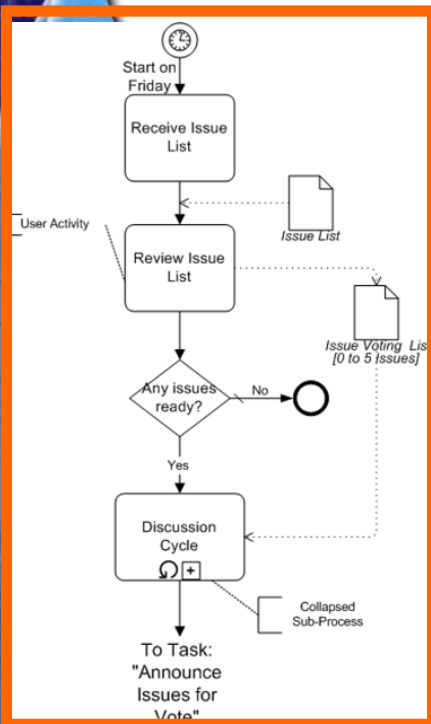 Start on
Friday
Receive Issue
List
Issue List
User Activity
Review Issue
List
Issue Voting Lis
[0 to 5 Issues]
Any issues
ready?
No
Yes
Discussion
Cycle
+
Collapsed
Sub-Process
To Task:
"Announce
Issues for
Vote"